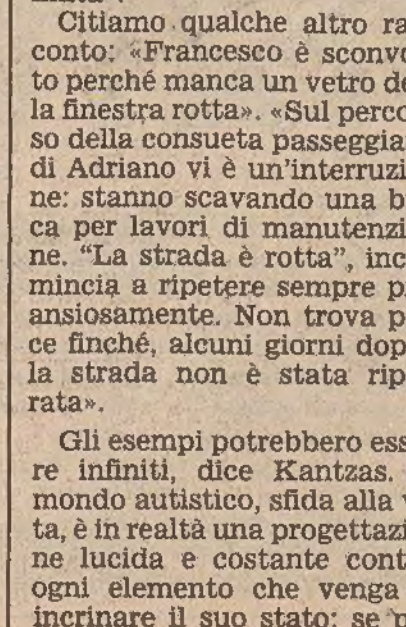 Citiamo qualche altro ra
conto: «Francesco è sconvo
to perché manca un vetro de
la finestra rotta». «Sul perco
so della consueta passeggia
di Adriano vi è un'interruzi
ne: stanno scavando una b
ca per lavori di manutenzi
ne. “La strada è rotta”, inc
mincia a ripetere sempre p
ansiosamente. Non trova p
ce finché, alcuni giorni dop
la strada non è stata rip
rata».
Gli esempi potrebbero ess
re infiniti, dice Kantzas.
mondo autistico, sfida alla v
ta, è in realtà una progettazi
ne lucida e costante cont
ogni elemento che venga
incrinare il suo stato: se p